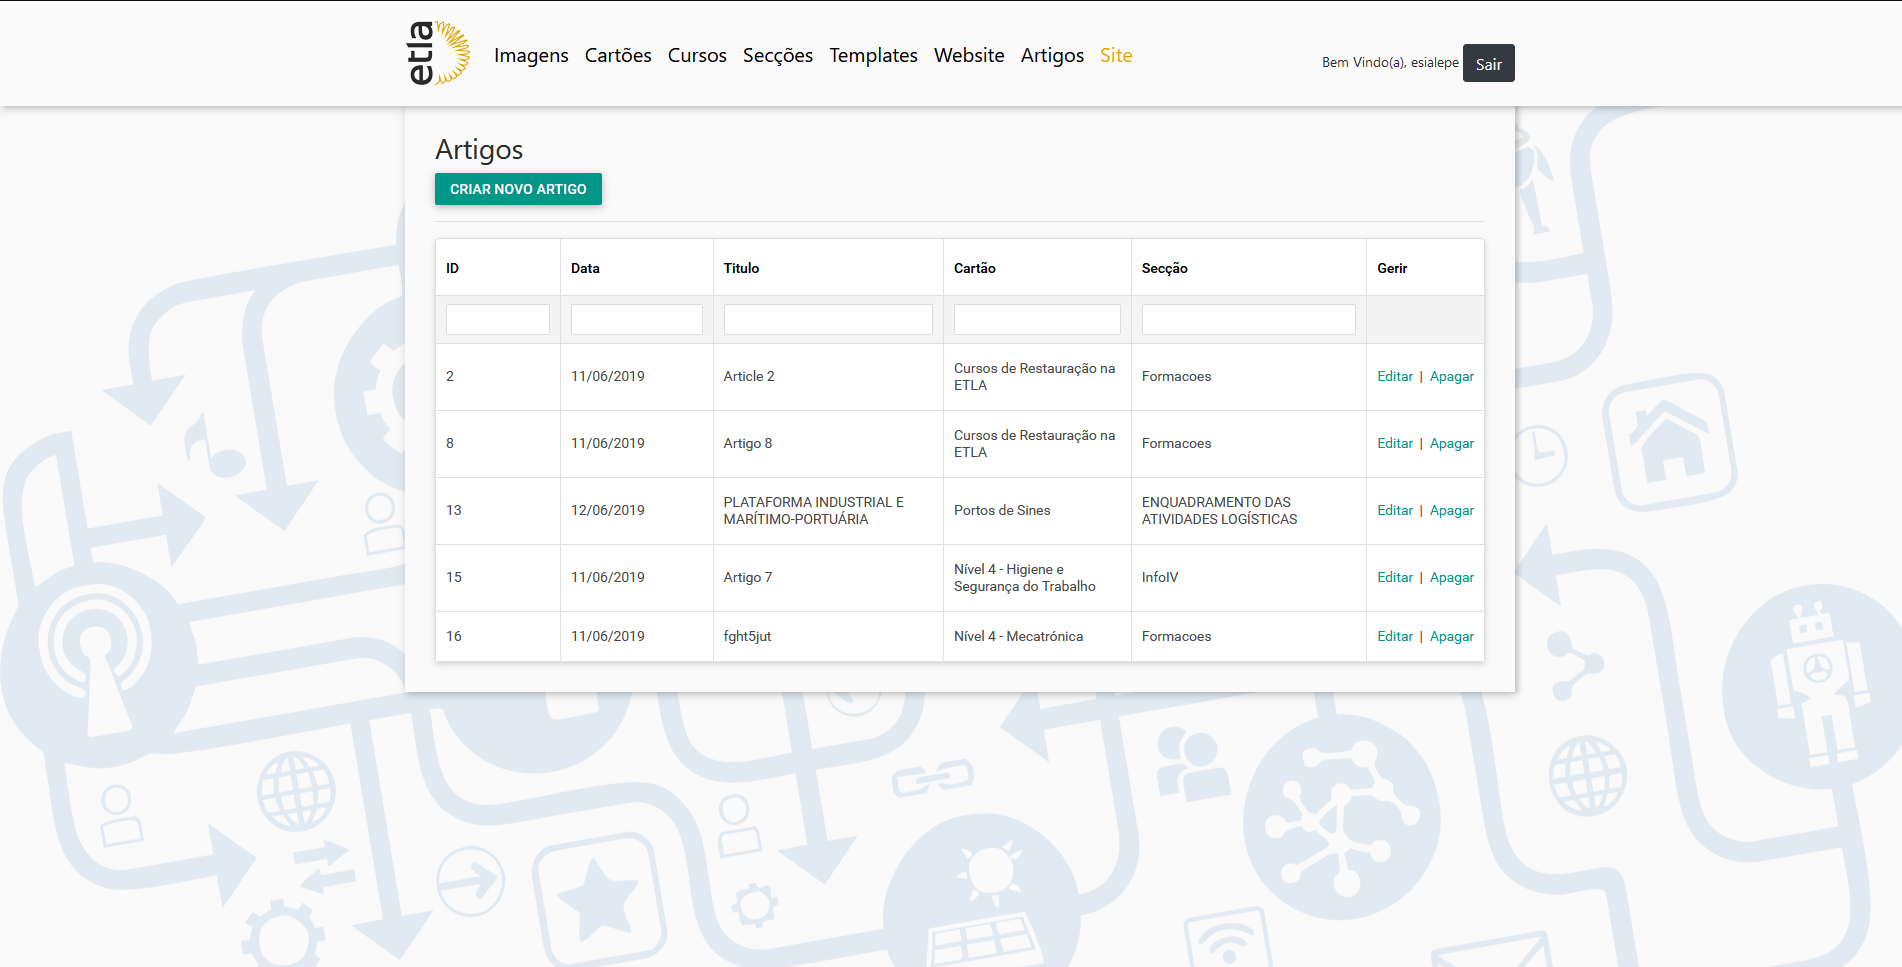 etla
Imagens Cartões Cursos Secções Templates Website Artigos Site
Bem Vindo(a), esialepe Sair
Artigos
CRIAR NOVO ARTIGO
ID Data Titulo Cartão Secção Gerir
2 11/06/2019 Article 2 Cursos de Restauração na
ETLA Formacoes Editar | Apagar
8 11/06/2019 Artigo 8 Cursos de Restauração na
ETLA Formacoes Editar | Apagar
13 12/06/2019 PLATAFORMA INDUSTRIAL E
MARÍTIMO-PORTUÁRIA Portos de Sines ENQUADRAMENTO DAS
ATIVIDADES LOGÍSTICAS Editar | Apagar
15 11/06/2019 Artigo 7 Nível 4 - Higiene e
Segurança do Trabalho InfoIV Editar | Apagar
16 11/06/2019 fght5jut Nível 4 - Mecatrónica Formacoes Editar | Apagar